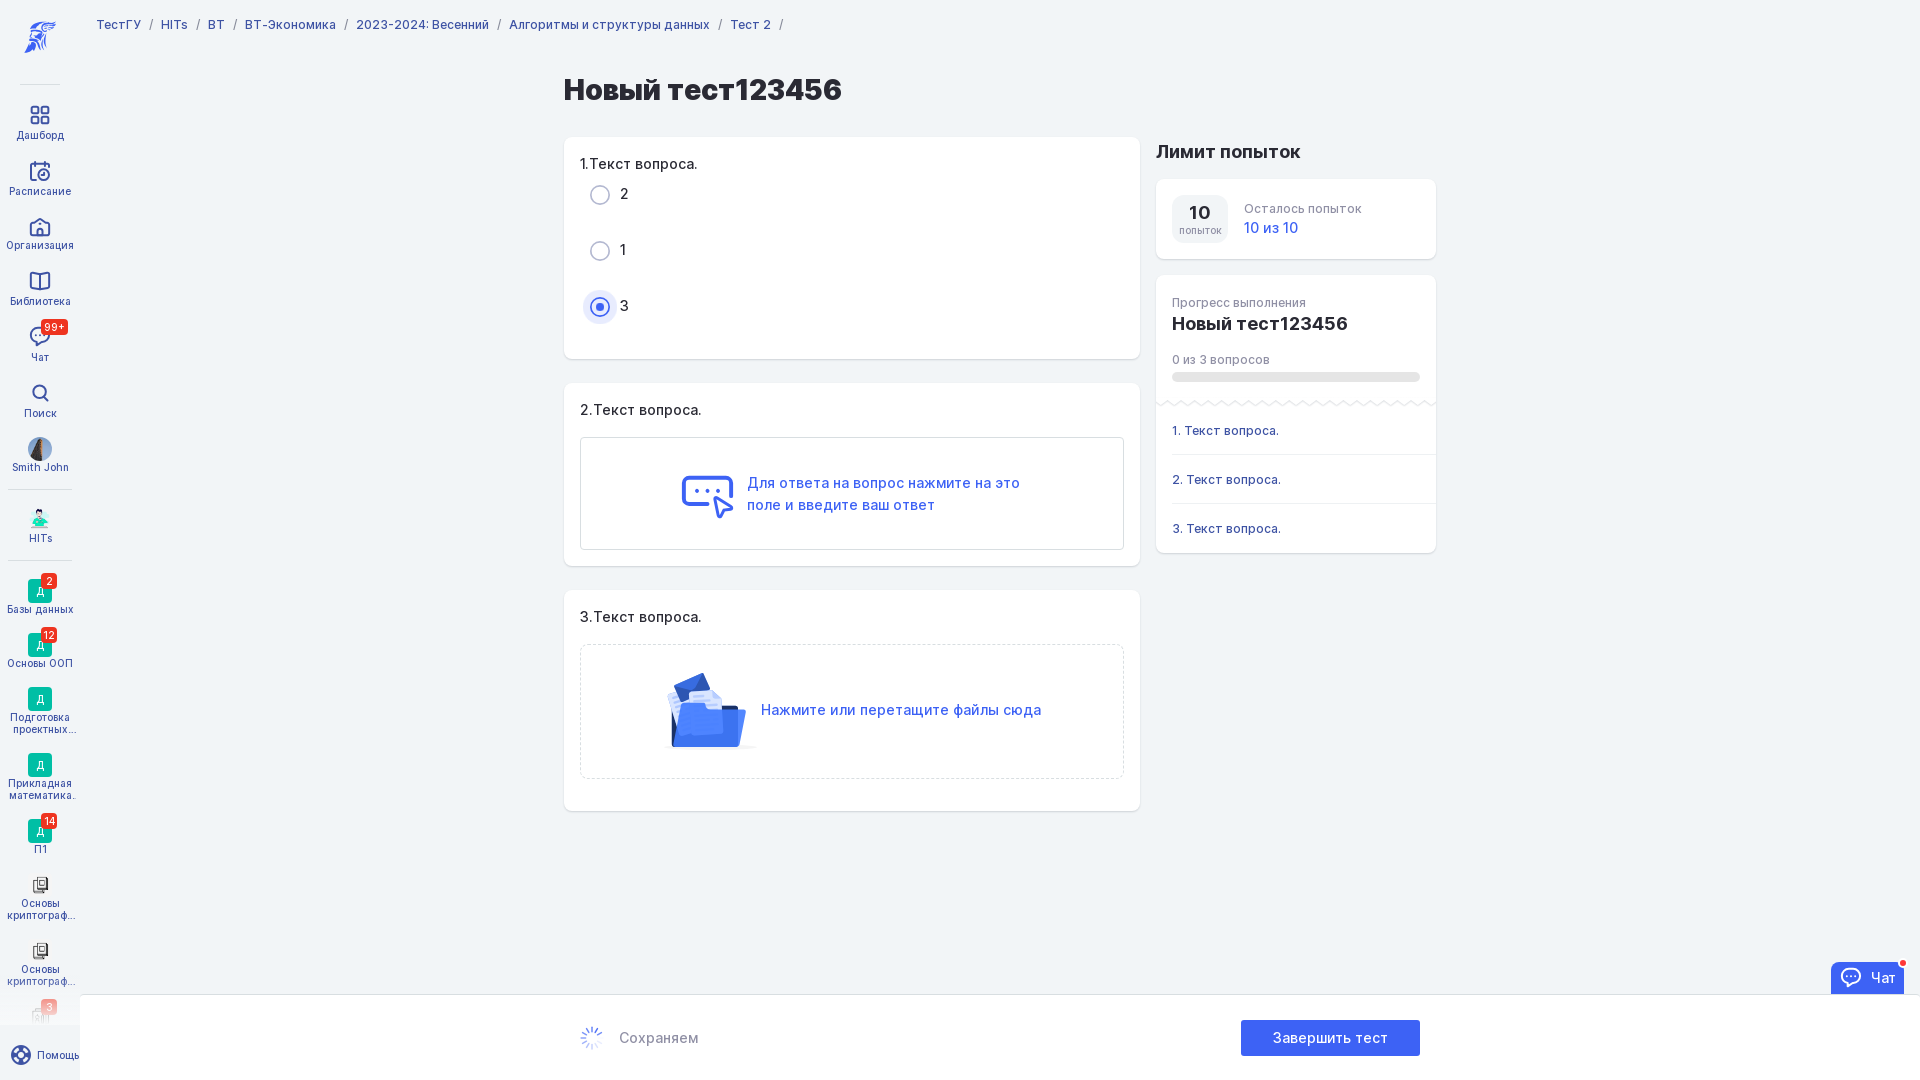 ТестГУ / HITs / ВТ / ВТ-Экономика / 2023-2024: Весенний / Алгоритмы и структуры данных / Тест 2 /
Дашборд
Расписание
Организация
Библиотека
99+
Чат
Поиск
Smith John
HITs
2
Д
Базы данных
12
Д
Основы ООП
Д
Подготовка
проектных...
Д
Прикладная
математика.
14
Д
П1
Основы
криптограф...
Основы
криптограф...
3
Помощь
Новый тест123456
1.Текст вопроса.
2
1
3
2.Текст вопроса.
Для ответа на вопрос нажмите на это
поле и введите ваш ответ
3.Текст вопроса.
Нажмите или перетащите файлы сюда
Лимит попыток
10
попыток
Осталось попыток
10 из 10
Прогресс выполнения
Новый тест123456
0 из 3 вопросов
1. Текст вопроса.
2. Текст вопроса.
3. Текст вопроса.
Чат
Сохраняем
Завершить тест